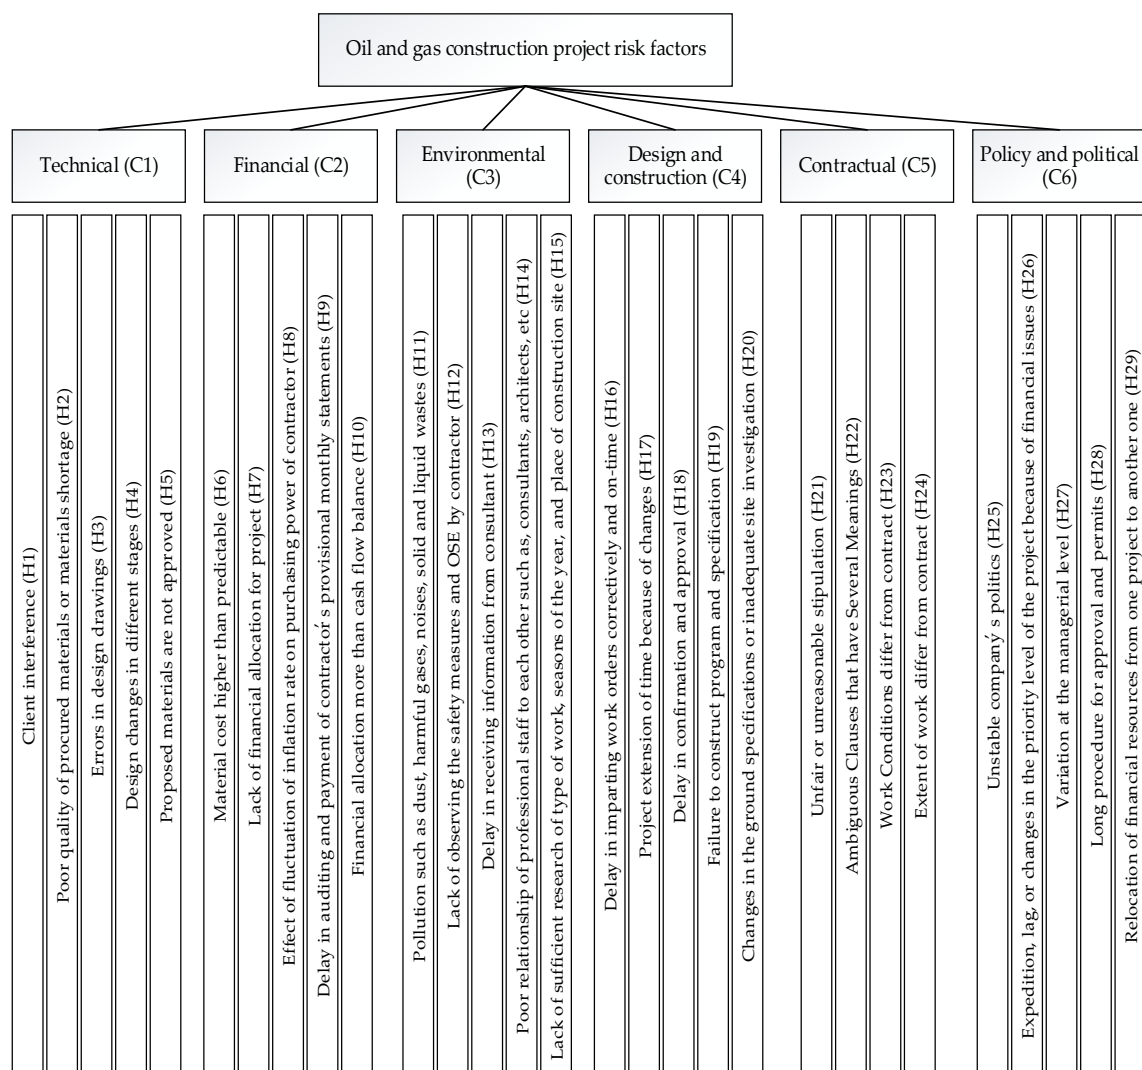 Oil and gas construction project risk factors
Technical (C1)
Financial (C2)
Environmental
(C3)
Design and
construction (C4)
Contractual (C5)
Policy and political
(C6)
Client interference (H1)
Poor quality of procured materials or materials shortage (H2)
Errors in design drawings (H3)
Design changes in different stages (H4)
Proposed materials are not approved (H5)
Material cost higher than predictable (H6)
Lack of financial allocation for project (H7)
Effect of fluctuation of inflation rate on purchasing power of contractor (H8)
Delay in auditing and payment of contractoŕ s provisional monthly statements (H9)
Financial allocation more than cash flow balance (H10)
Pollution such as dust, harmful gases, noises, solid and liquid wastes (H11)
Lack of observing the safety measures and OSE by contractor (H12)
Delay in receiving information from consultant (H13)
Poor relationship of professional staff to each other such as, consultants, architects, etc (H14)
Lack of sufficient research of type of work, seasons of the year, and place of construction site (H15)
Delay in imparting work orders correctively and on-time (H16)
Project extension of time because of changes (H17)
Delay in confirmation and approval (H18)
Failure to construct program and specification (H19)
Changes in the ground specifications or inadequate site investigation (H20)
Unfair or unreasonable stipulation (H21)
Ambiguous Clauses that have Several Meanings (H22)
Work Conditions differ from contract (H23)
Extent of work differ from contract (H24)
Unstable companý s politics (H25)
Expedition, lag, or changes in the priority level of the project because of financial issues (H26)
Variation at the managerial level (H27)
Long procedure for approval and permits (H28)
Relocation of financial resources from one project to another one (H29)